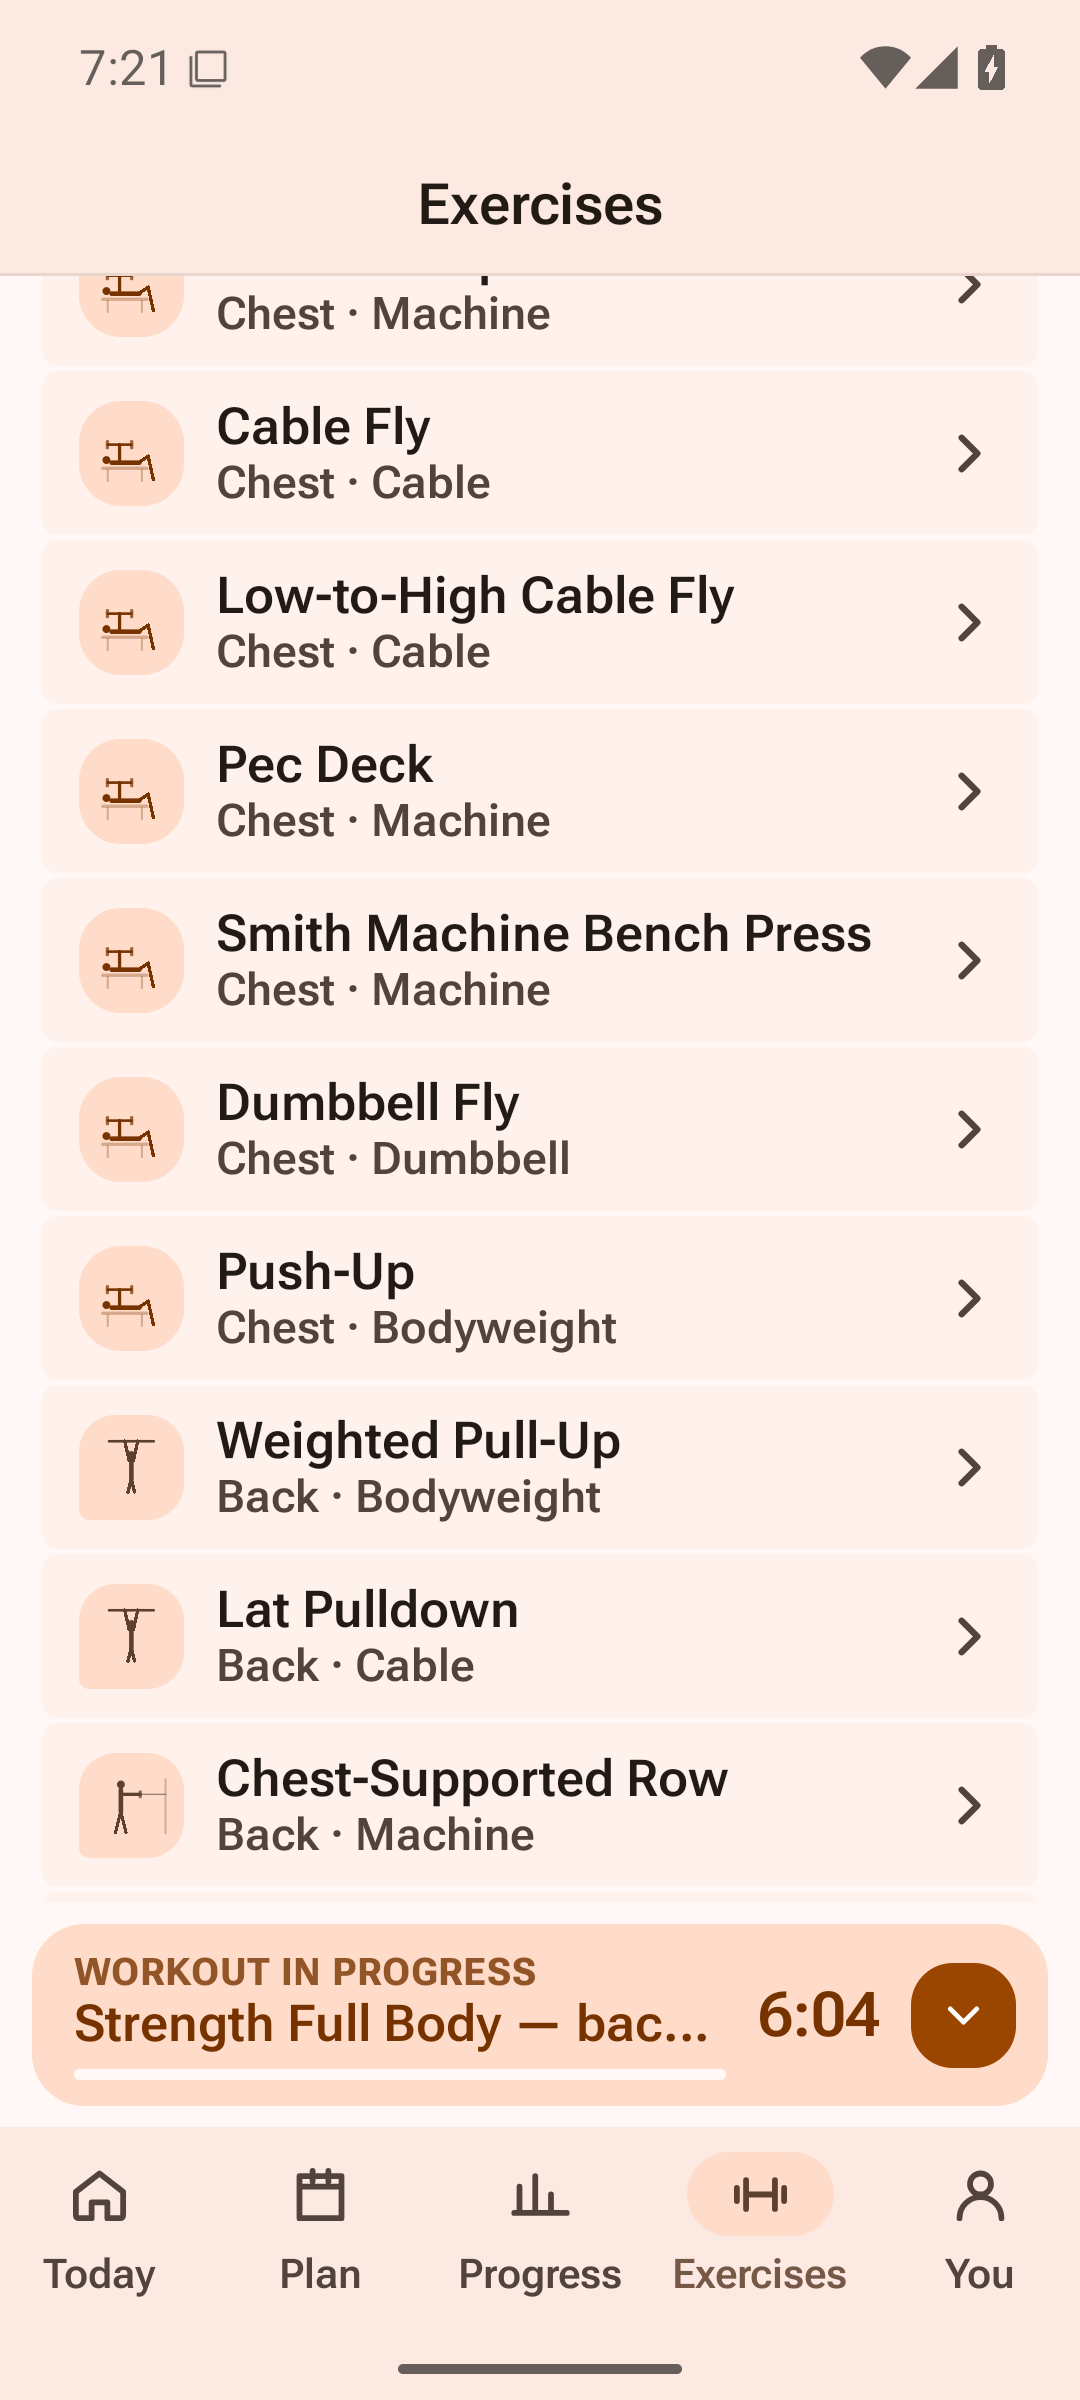 7:21
Exercises
Chest · Machine
Cable Fly
Chest · Cable
Low-to-High Cable Fly
Chest · Cable
Pec Deck
Chest · Machine
Smith Machine Bench Press
Chest · Machine
Dumbbell Fly
Chest · Dumbbell
Push-Up
Chest · Bodyweight
Weighted Pull-Up
Back · Bodyweight
Lat Pulldown
Back · Cable
Chest-Supported Row
Back · Machine
WORKOUT IN PROGRESS
Strength Full Body — bac...
6:04
Today
Plan
Progress
Exercises
You